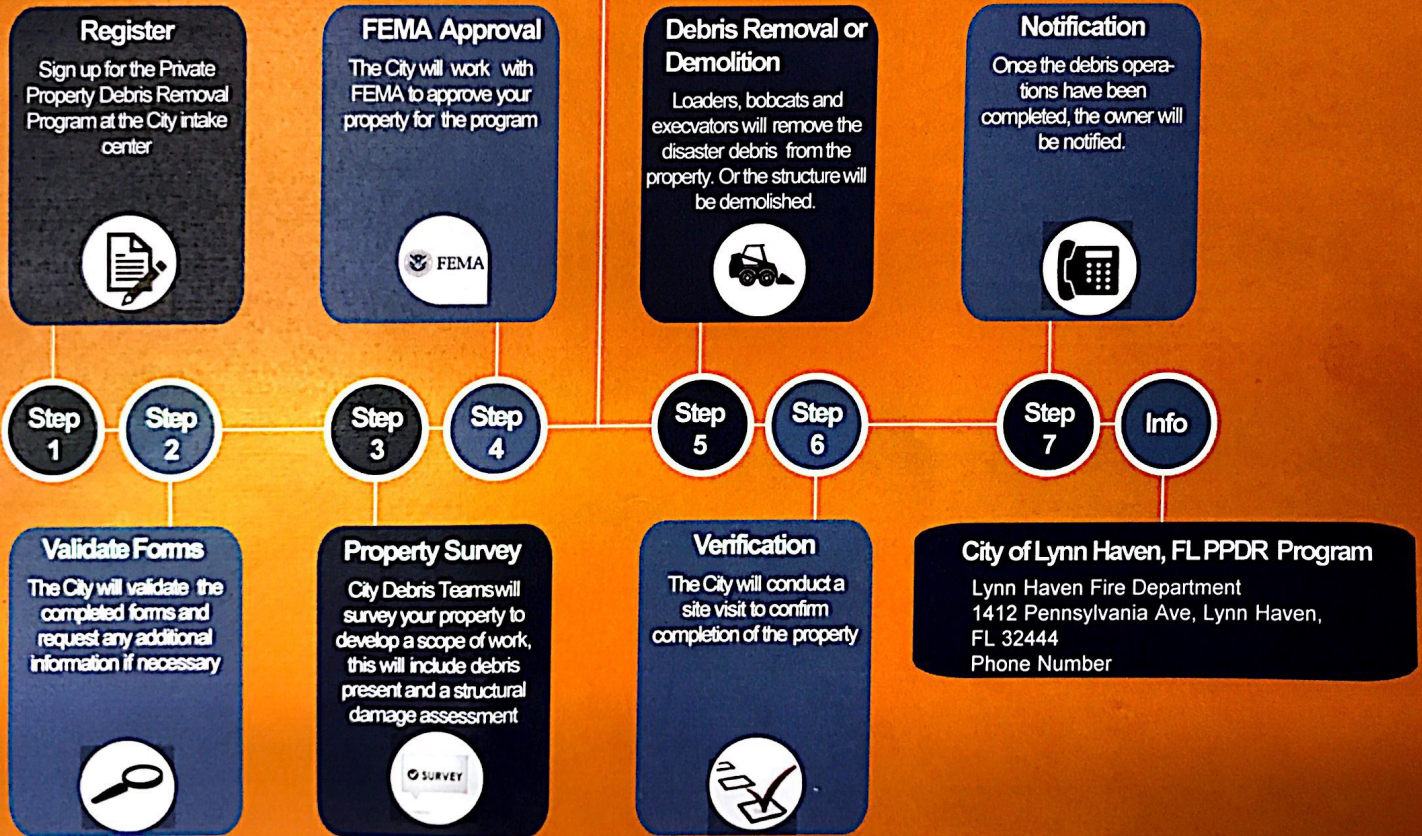 Register
Sign up for the Private
Property Debris Removal
Program at the City intake
center
FEMA Approval
The City will work with
FEMA to approve your
property for the program
FEMA
Debris Removal or
Demolition
Loaders, bobcats and
execvators will remove the
disaster debris from the
property. Or the structure will
be demolished.
Notification
Once the debris opera-
tions have been
completed, the owner will
be notified.
Step
1
Step
2
Step
3
Step
4
Step
5
Step
6
Step
7
Info
Validate Forms
The City will validate the
completed forms and
request any additional
information if necessary
Property Survey
City Debris Teams will
survey your property to
develop a scope of work,
this will include debris
present and a structural
damage assessment
SURVEY
Verification
The City will conduct a
site visit to confirm
completion of the property
City of Lynn Haven, FL PPDR Program
Lynn Haven Fire Department
1412 Pennsylvania Ave, Lynn Haven,
FL 32444
Phone Number